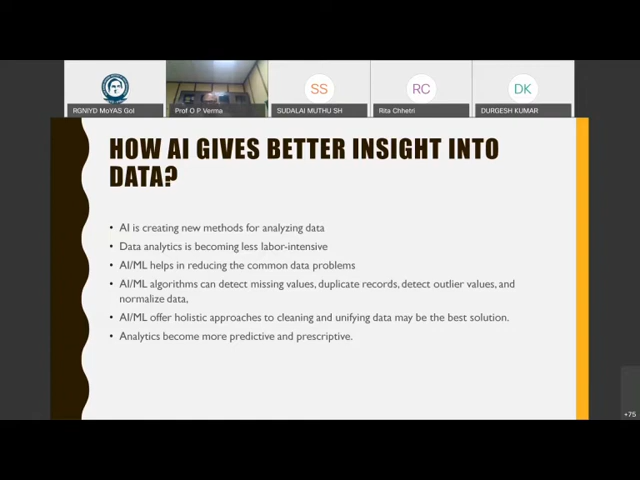 SS
RC
DK
RGNIYD MoYAS GoI
Prof O P Verma
SUDALAI MUTHU SH
Rita Chhetri
DURGESH KUMAR
HOW AI GIVES BETTER INSIGHT INTO
DATA?
• AI is creating new methods for analyzing data
• Data analytics is becoming less labor-intensive
• AI/ML helps in reducing the common data problems
• AI/ML algorithms can detect missing values, duplicate records, detect outlier values, and
normalize data,
• AI/ML offer holistic approaches to cleaning and unifying data may be the best solution.
• Analytics become more predictive and prescriptive.
+75